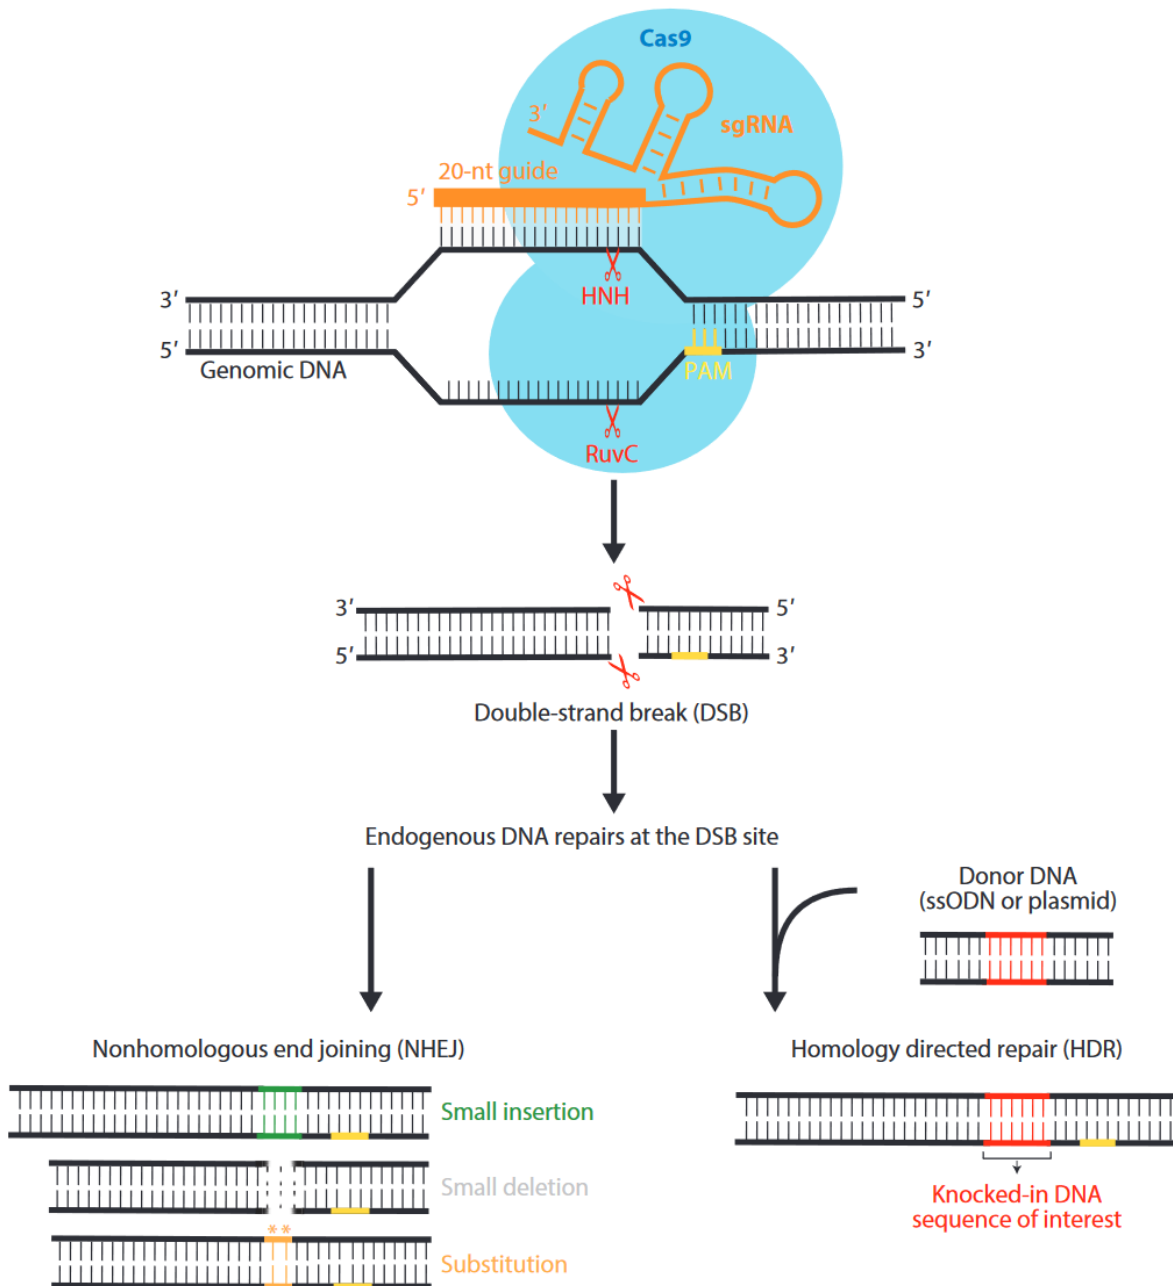 Cas9
3′
sgRNA
20-nt guide
5′
HNH
3′
5′
5′
3′
Genomic DNA
PAM
RuvC
3′
5′
5′
3′
Double-strand break (DSB)
Endogenous DNA repairs at the DSB site
Donor DNA
(ssODN or plasmid)
Nonhomologous end joining (NHEJ)
Homology directed repair (HDR)
Small insertion
Small deletion
**
Substitution
Knocked-in DNA
sequence of interest